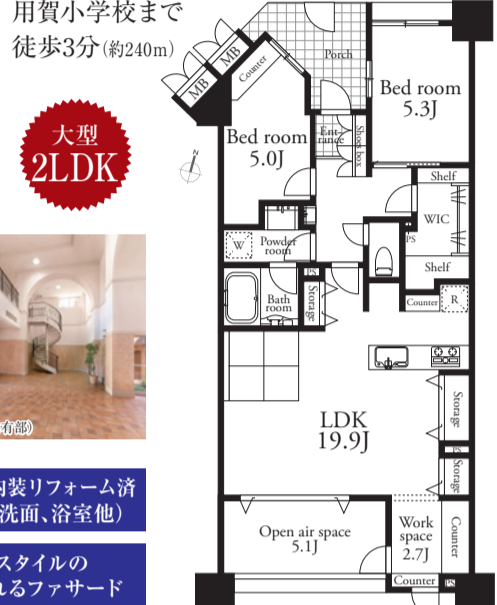 用賀小学校まで
徒歩3分(約240m)
大型
2LDK
有部)
内装リフォーム済
洗面、浴室他)
スタイルの
れるファサード
MB
MB
Counter
Porch
Bed room
5.3J
Bed room
5.0J
Ent-
rance
Shoes box
N
Shelf
WIC
Shelf
PS
W
Powder
room
Bath
room
Storage
PS
Counter
R
LDK
19.9J
Storage
Storage
Open air space
5.1J
Work
space
2.7J
Counter
Counter
PS